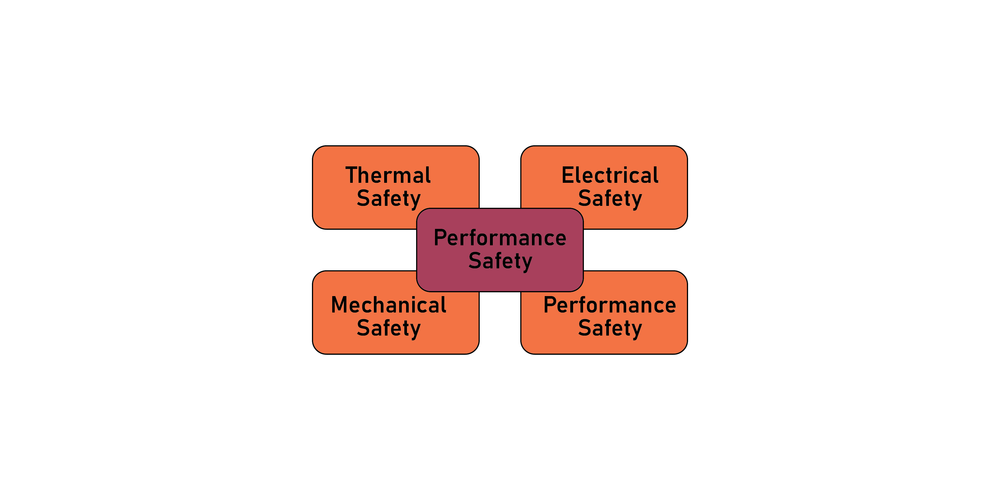 Thermal
Safety
Electrical
Safety
Performance
Safety
Mechanical
Safety
Performance
Safety